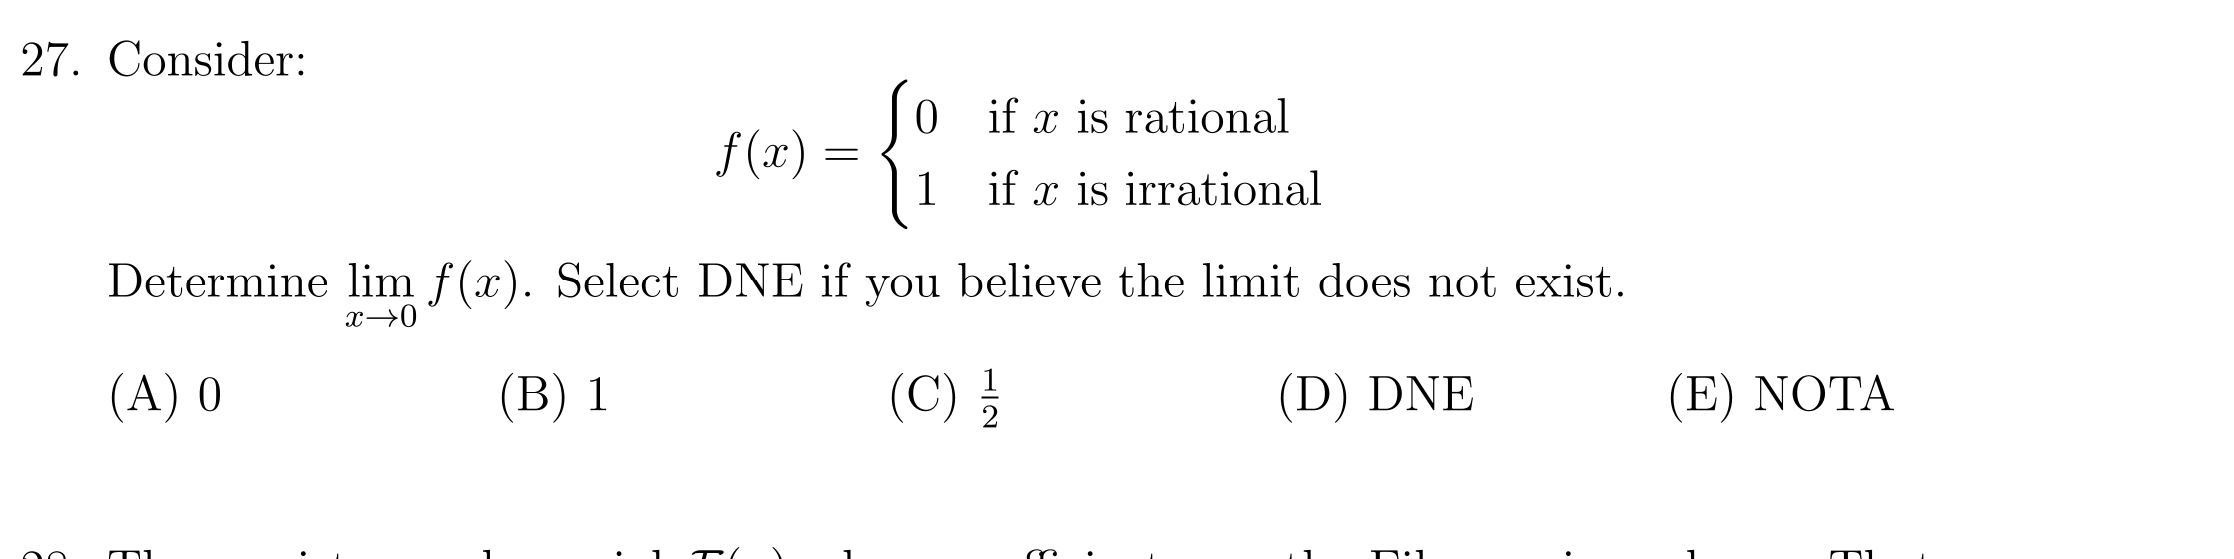 27. Consider:
f(x) = { 0 if x is rational
1 if x is irrational
Determine lim x→0 f(x). Select DNE if you believe the limit does not exist.
(A) 0 (B) 1 (C) 1/2 (D) DNE (E) NOTA